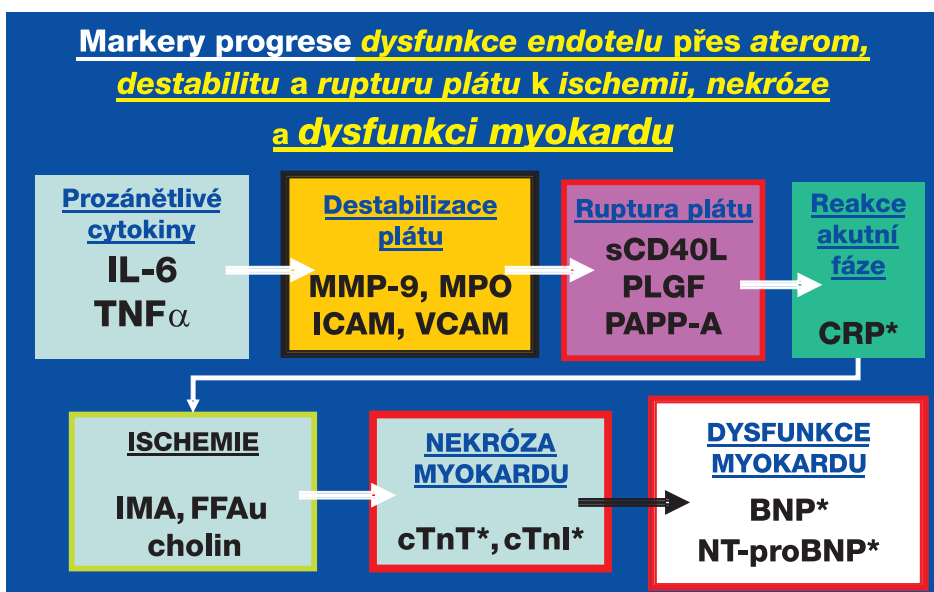 Markery progrese dysfunkce endotelu přes aterom,
destabilitu a rupturu plátu k ischemii, nekróze
a dysfunkci myokardu
Prozánětlivé
cytokiny
IL-6
TNFα
Destabilizace
plátu
MMP-9, MPO
ICAM, VCAM
Ruptura plátu
sCD40L
PLGF
PAPP-A
Reakce
akutní
fáze
CRP*
ISCHEMIE
IMA, FFAu
cholin
NEKRÓZA
MYOKARDU
cTnT*, cTnI*
DYSFUNKCE
MYOKARDU
BNP*
NT-proBNP*